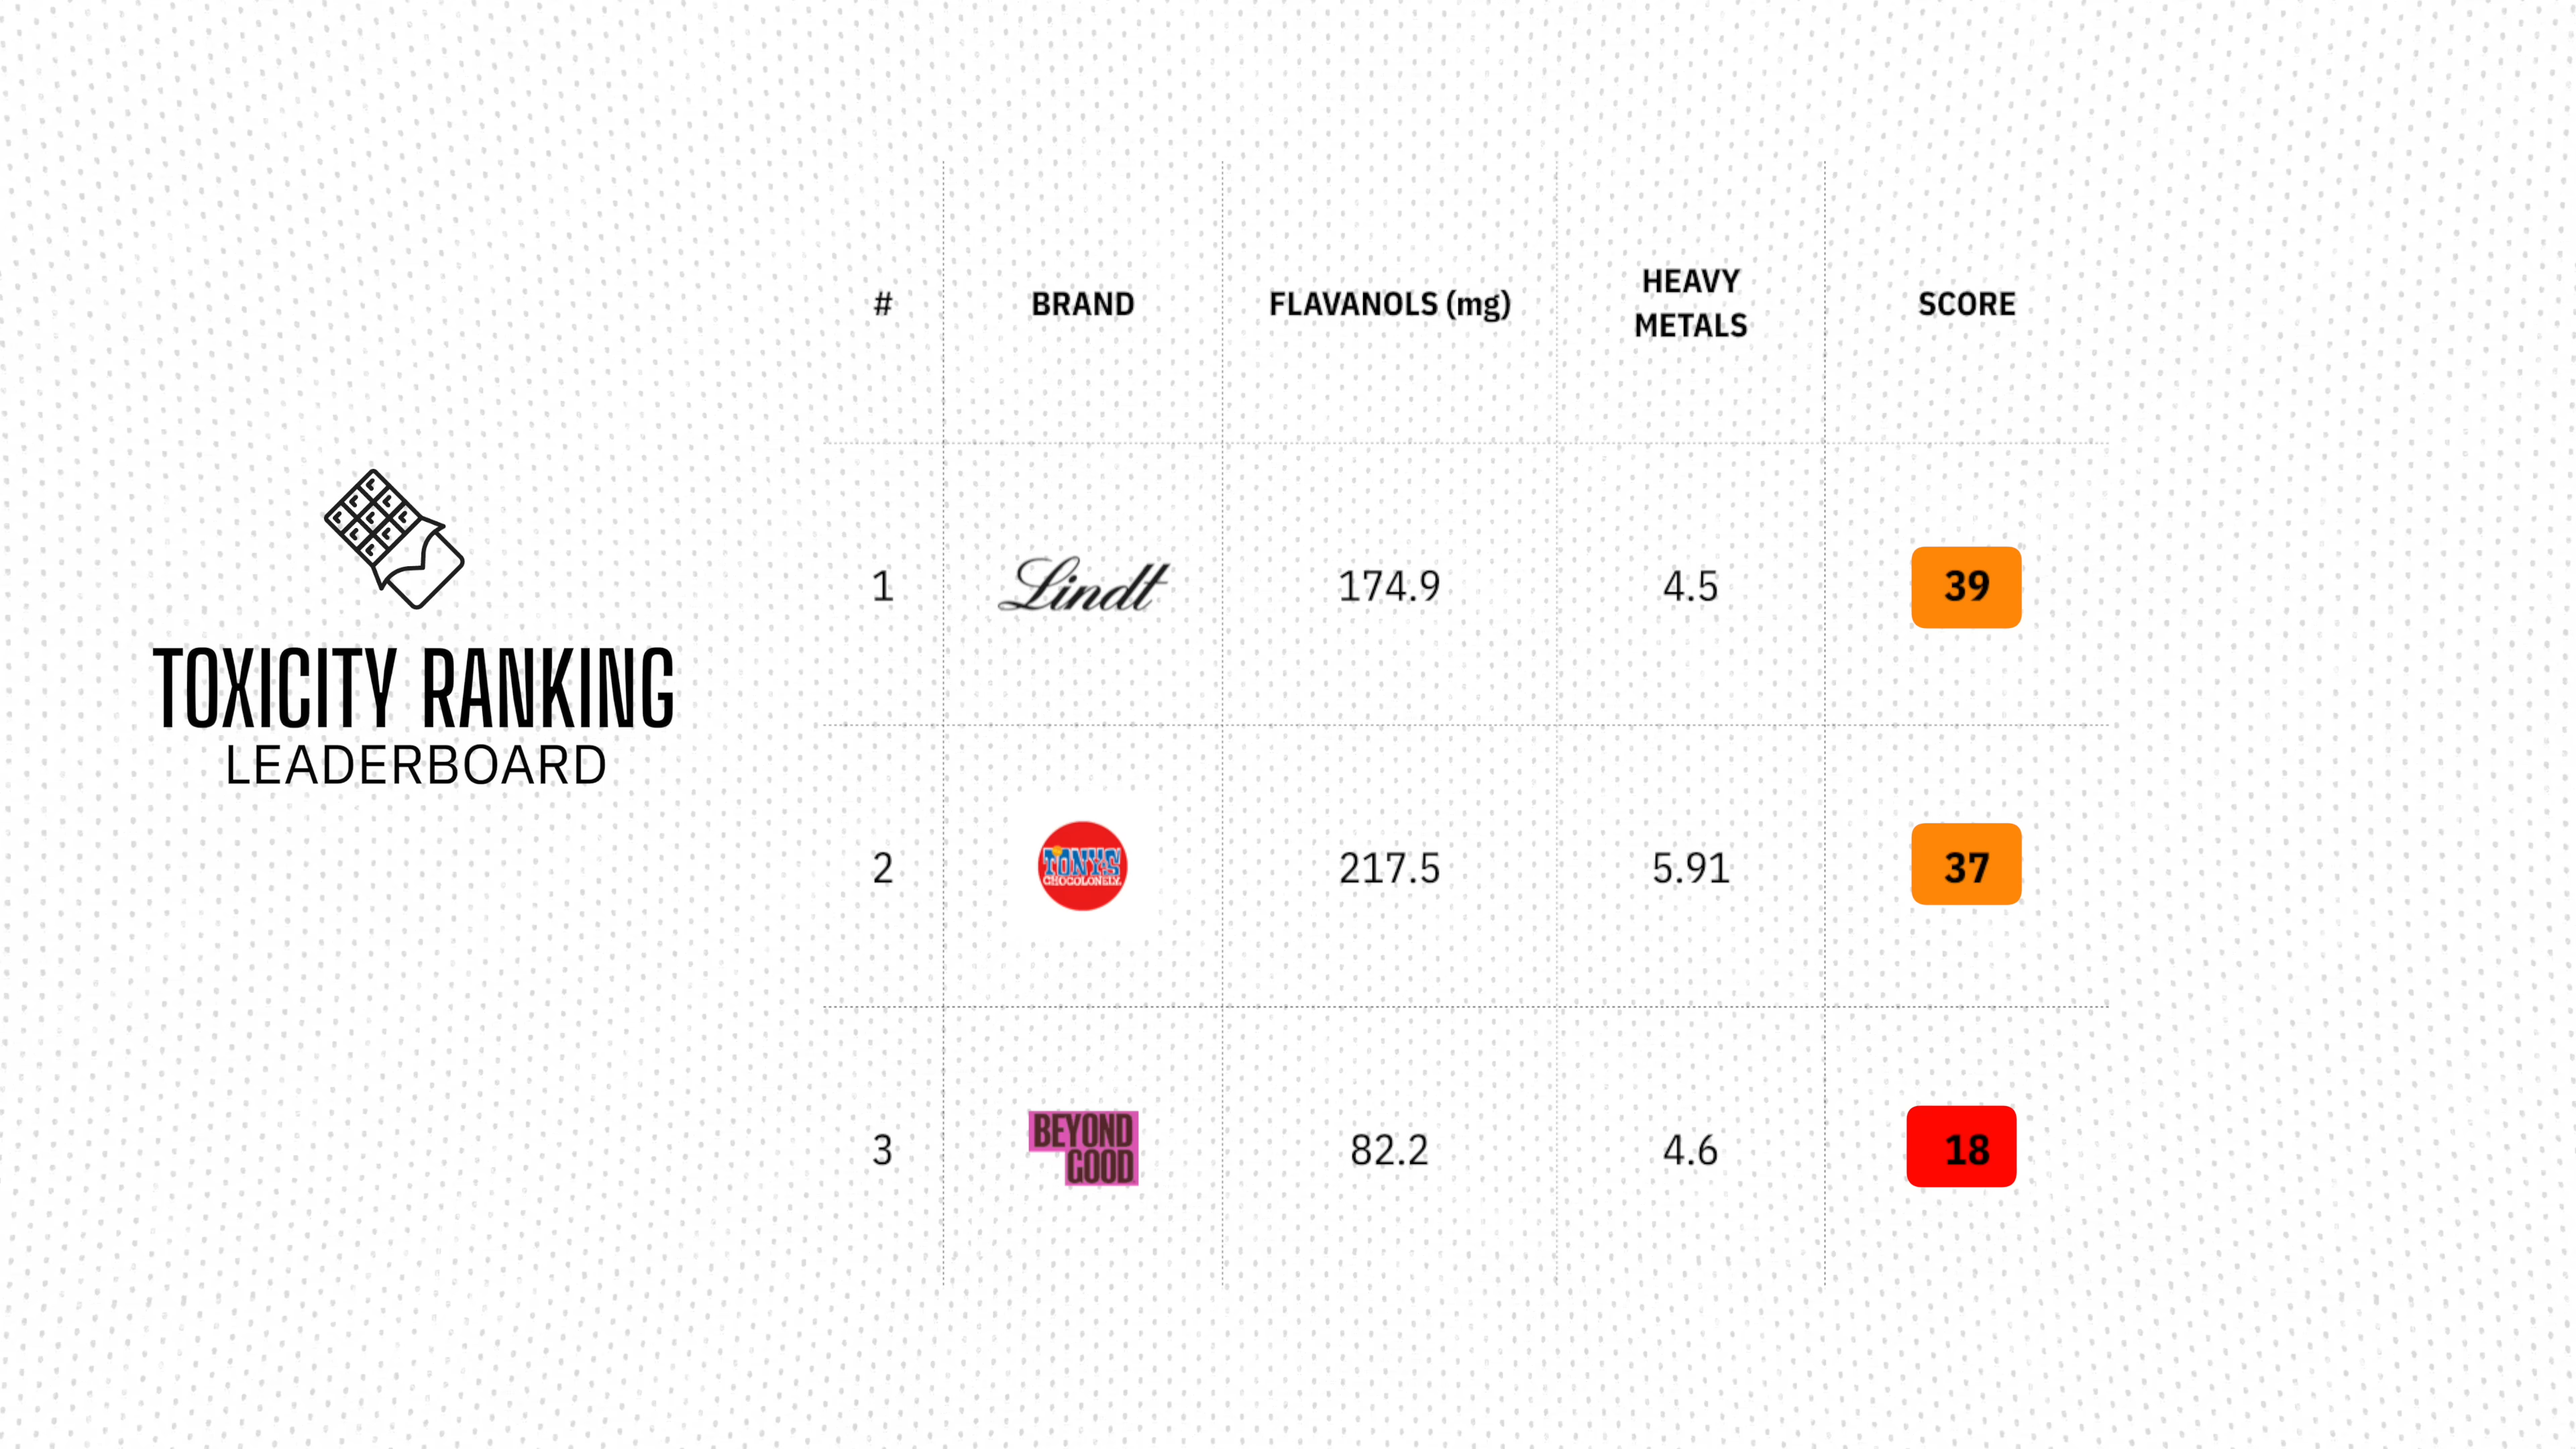 TOXICITY RANKING
LEADERBOARD
# BRAND FLAVANOLS (mg) HEAVY METALS SCORE
1 Lindt 174.9 4.5 39
2 TONY'S CHOCOLONELY 217.5 5.91 37
3 BEYOND GOOD 82.2 4.6 18